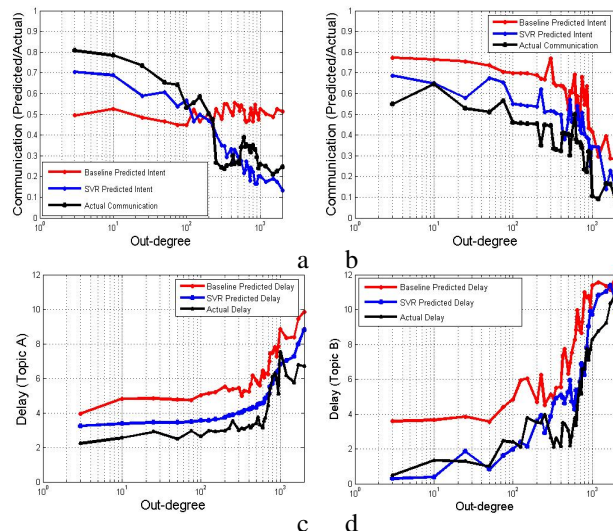 Communication (Predicted/Actual)
1
0.9
0.8
0.7
0.6
0.5
0.4
0.3
0.2
0.1
0
Baseline Predicted Intent
SVR Predicted Intent
Actual Communication
10^0
10^1
10^2
10^3
Out-degree
a
Communication (Predicted/Actual)
1
0.9
0.8
0.7
0.6
0.5
0.4
0.3
0.2
0.1
0
Baseline Predicted Intent
SVR Predicted Intent
Actual Communication
10^0
10^1
10^2
10^3
Out-degree
b
Delay (Topic A)
12
10
8
6
4
2
0
Baseline Predicted Delay
SVR Predicted Delay
Actual Delay
10^0
10^1
10^2
10^3
Out-degree
c
Delay (Topic B)
12
10
8
6
4
2
0
Baseline Predicted Delay
SVR Predicted Delay
Actual Delay
10^0
10^1
10^2
10^3
Out-degree
d